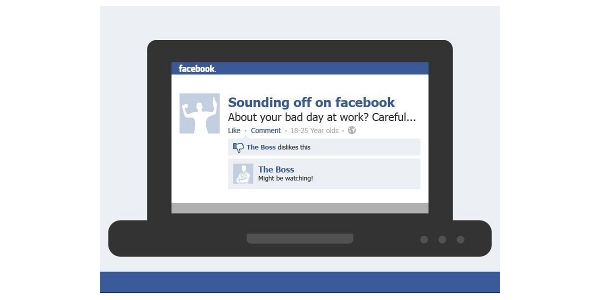 facebook.
Sounding off on facebook
About your bad day at work? Careful...
Like · Comment · 18-25 Year olds ·
The Boss dislikes this
The Boss
Might be watching!